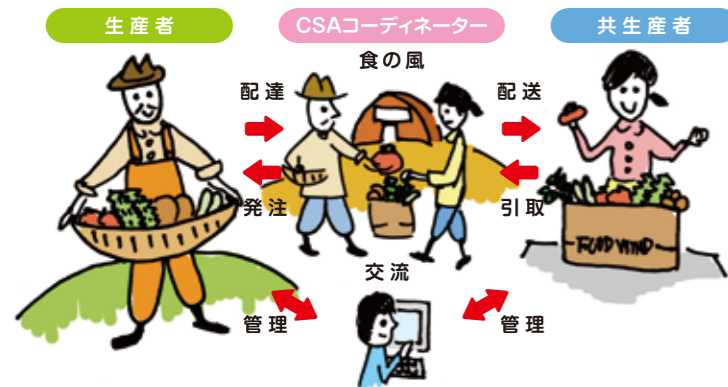 生産者
CSAコーディネーター
共生産者
食の風
配達
配送
発注
引取
FOOD WIND
交流
管理
管理